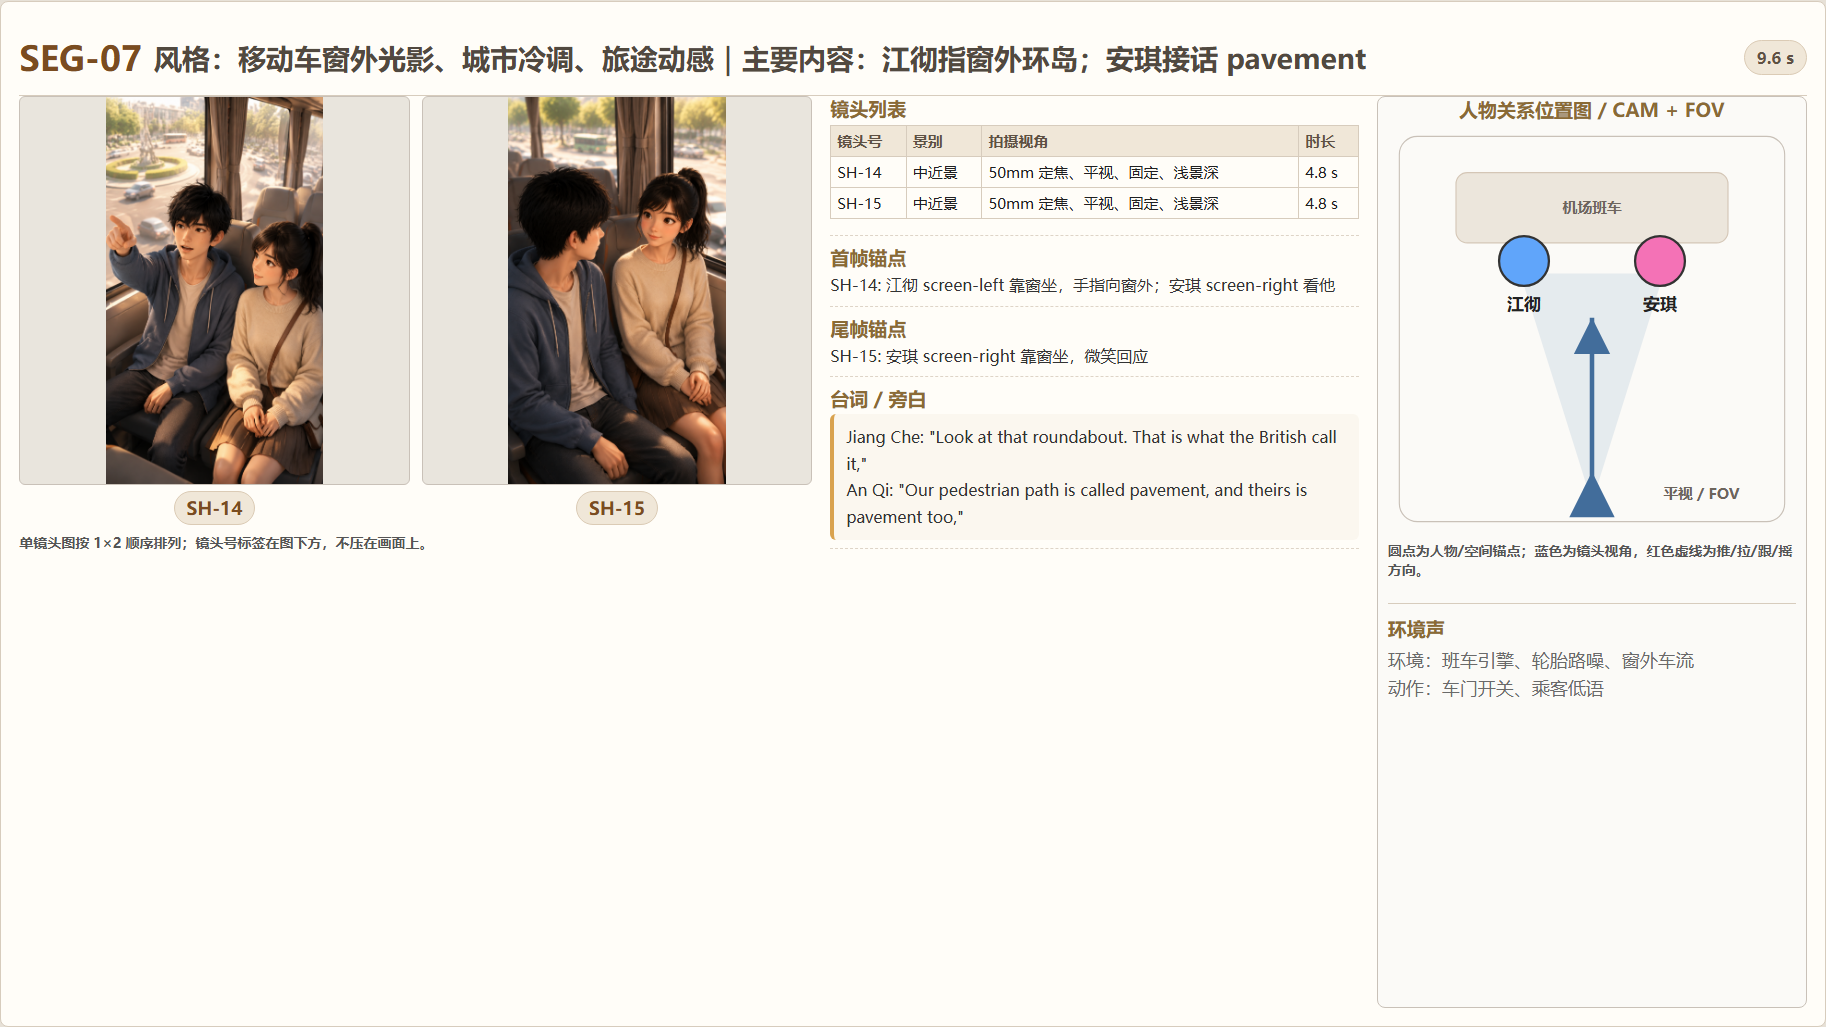 SEG-07 风格：移动车窗外光影、城市冷调、旅途动感 | 主要内容：江彻指窗外环岛；安琪接话 pavement
9.6 s
SH-14
SH-15
单镜头图按 1×2 顺序排列；镜头号标签在图下方，不压在画面上。
镜头列表
镜头号 景别 拍摄视角 时长
SH-14 中近景 50mm 定焦、平视、固定、浅景深 4.8 s
SH-15 中近景 50mm 定焦、平视、固定、浅景深 4.8 s
首帧锚点
SH-14: 江彻 screen-left 靠窗坐，手指向窗外；安琪 screen-right 看他
尾帧锚点
SH-15: 安琪 screen-right 靠窗坐，微笑回应
台词 / 旁白
Jiang Che: "Look at that roundabout. That is what the British call
it,"
An Qi: "Our pedestrian path is called pavement, and theirs is
pavement too,"
人物关系位置图 / CAM + FOV
机场班车
江彻
安琪
平视 / FOV
圆点为人物/空间锚点；蓝色为镜头视角，红色虚线为推/拉/跟/摇
方向。
环境声
环境：班车引擎、轮胎路噪、窗外车流
动作：车门开关、乘客低语